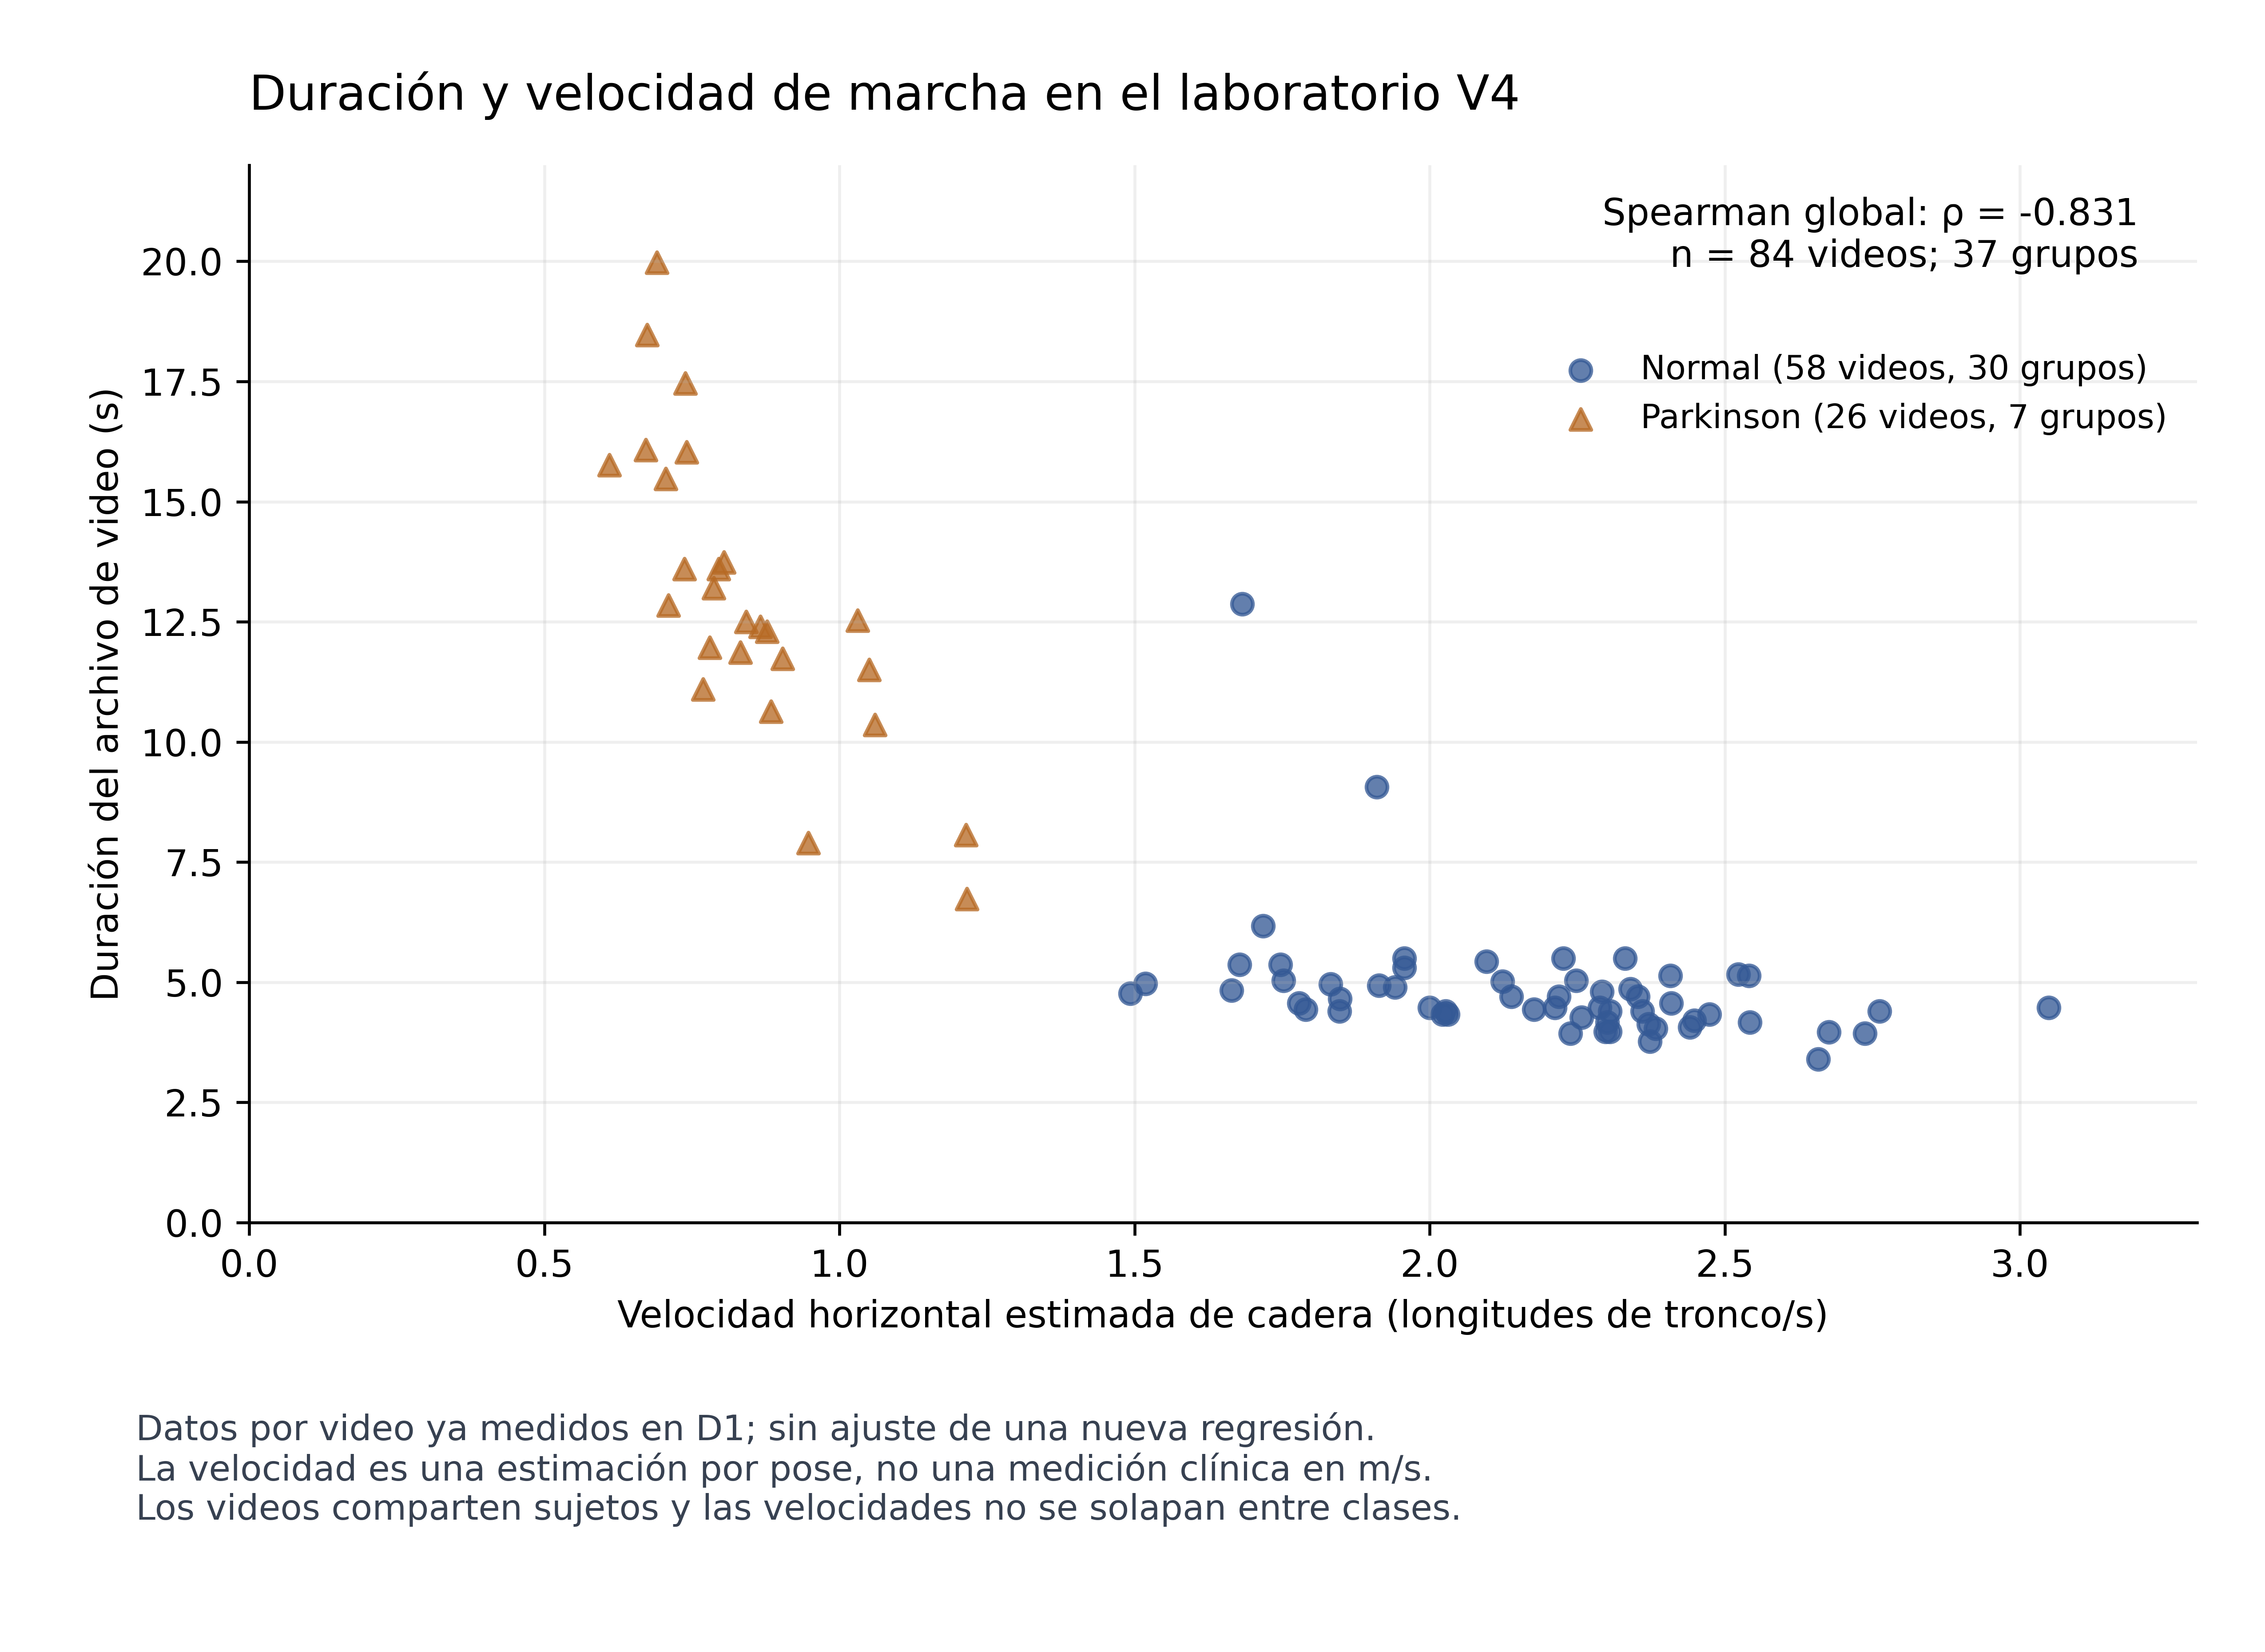 Duración y velocidad de marcha en el laboratorio V4
Spearman global: ρ = -0.831
n = 84 videos; 37 grupos
Normal (58 videos, 30 grupos)
Parkinson (26 videos, 7 grupos)
Duración del archivo de video (s)
20.0
17.5
15.0
12.5
10.0
7.5
5.0
2.5
0.0
0.0 0.5 1.0 1.5 2.0 2.5 3.0
Velocidad horizontal estimada de cadera (longitudes de tronco/s)
Datos por video ya medidos en D1; sin ajuste de una nueva regresión.
La velocidad es una estimación por pose, no una medición clínica en m/s.
Los videos comparten sujetos y las velocidades no se solapan entre clases.